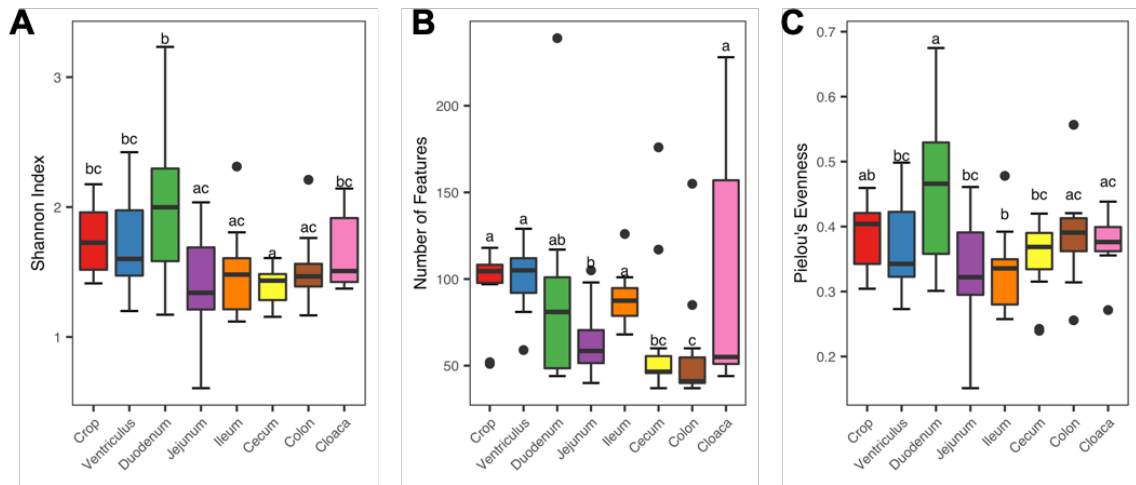 A
Shannon Index
3
2
1
bc
bc
b
ac
ac
a
ac
bc
Crop
Ventriculus
Duodenum
Jejunum
Ileum
Cecum
Colon
Cloaca
B
Number of Features
200
150
100
50
a
a
ab
b
a
bc
c
a
Crop
Ventriculus
Duodenum
Jejunum
Ileum
Cecum
Colon
Cloaca
C
Pielou's Evenness
0.7
0.6
0.5
0.4
0.3
0.2
ab
bc
a
bc
b
bc
ac
ac
Crop
Ventriculus
Duodenum
Jejunum
Ileum
Cecum
Colon
Cloaca